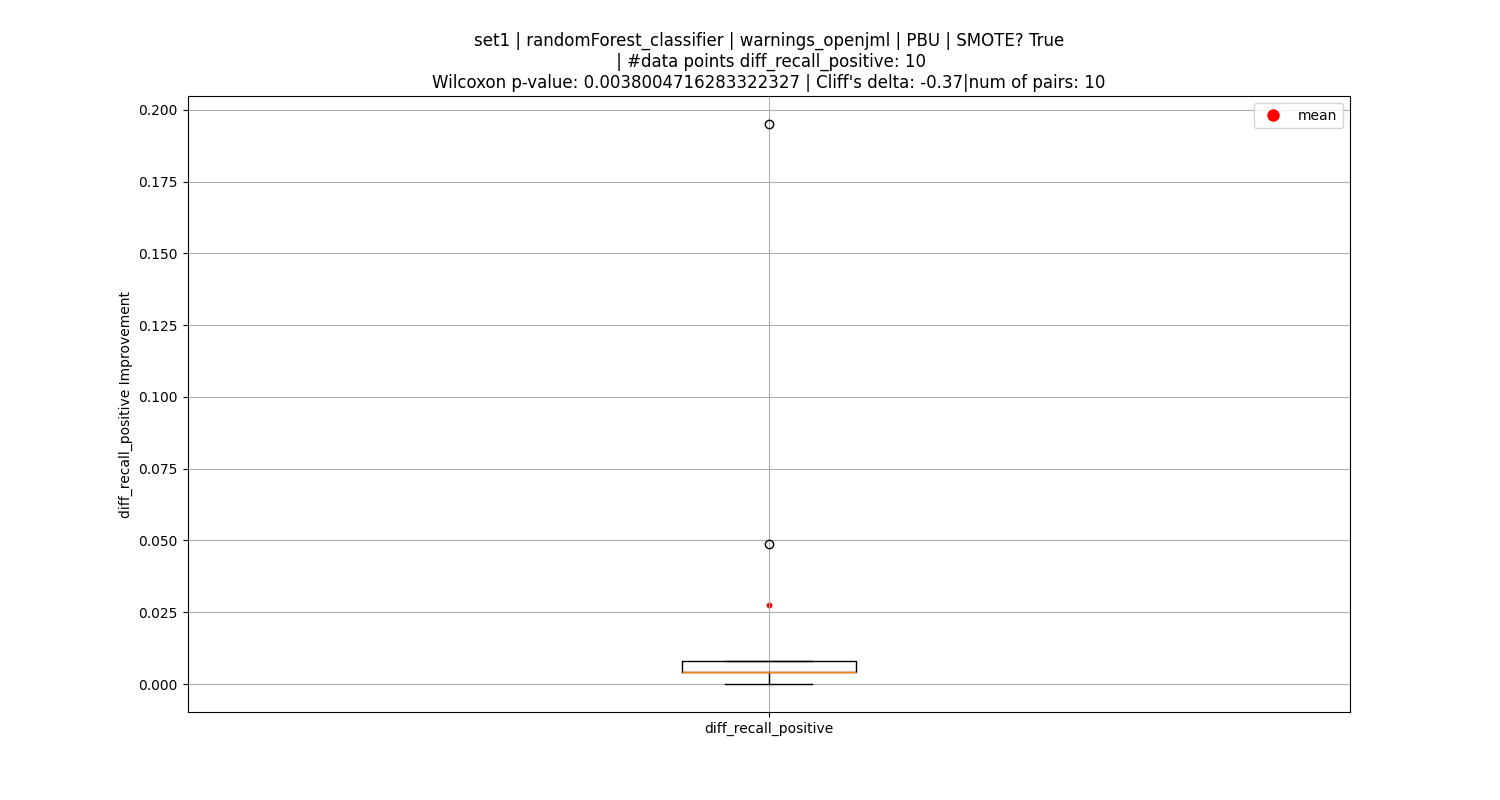 set1 | randomForest_classifier | warnings_openjml | PBU | SMOTE? True
| #data points diff_recall_positive: 10
Wilcoxon p-value: 0.0038004716283322327 | Cliff's delta: -0.37|num of pairs: 10
mean
0.200
0.175
0.150
0.125
0.100
0.075
0.050
0.025
0.000
diff_recall_positive Improvement
diff_recall_positive